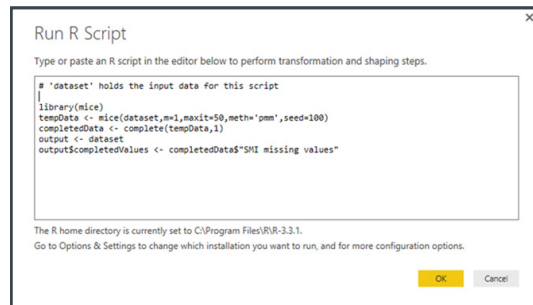 Run R Script
Type or paste an R script in the editor below to perform transformation and shaping steps.
# 'dataset' holds the input data for this script
library(mice)
tempData <- mice(dataset,m=1,maxit=50,meth='pmm',seed=100)
completedData <- complete(tempData,1)
output <- dataset
output$completedValues <- completedData$"SMI missing values"
The R home directory is currently set to C:\Program Files\R\R-3.3.1.
Go to Options & Settings to change which installation you want to run, and for more configuration options.
OK
Cancel